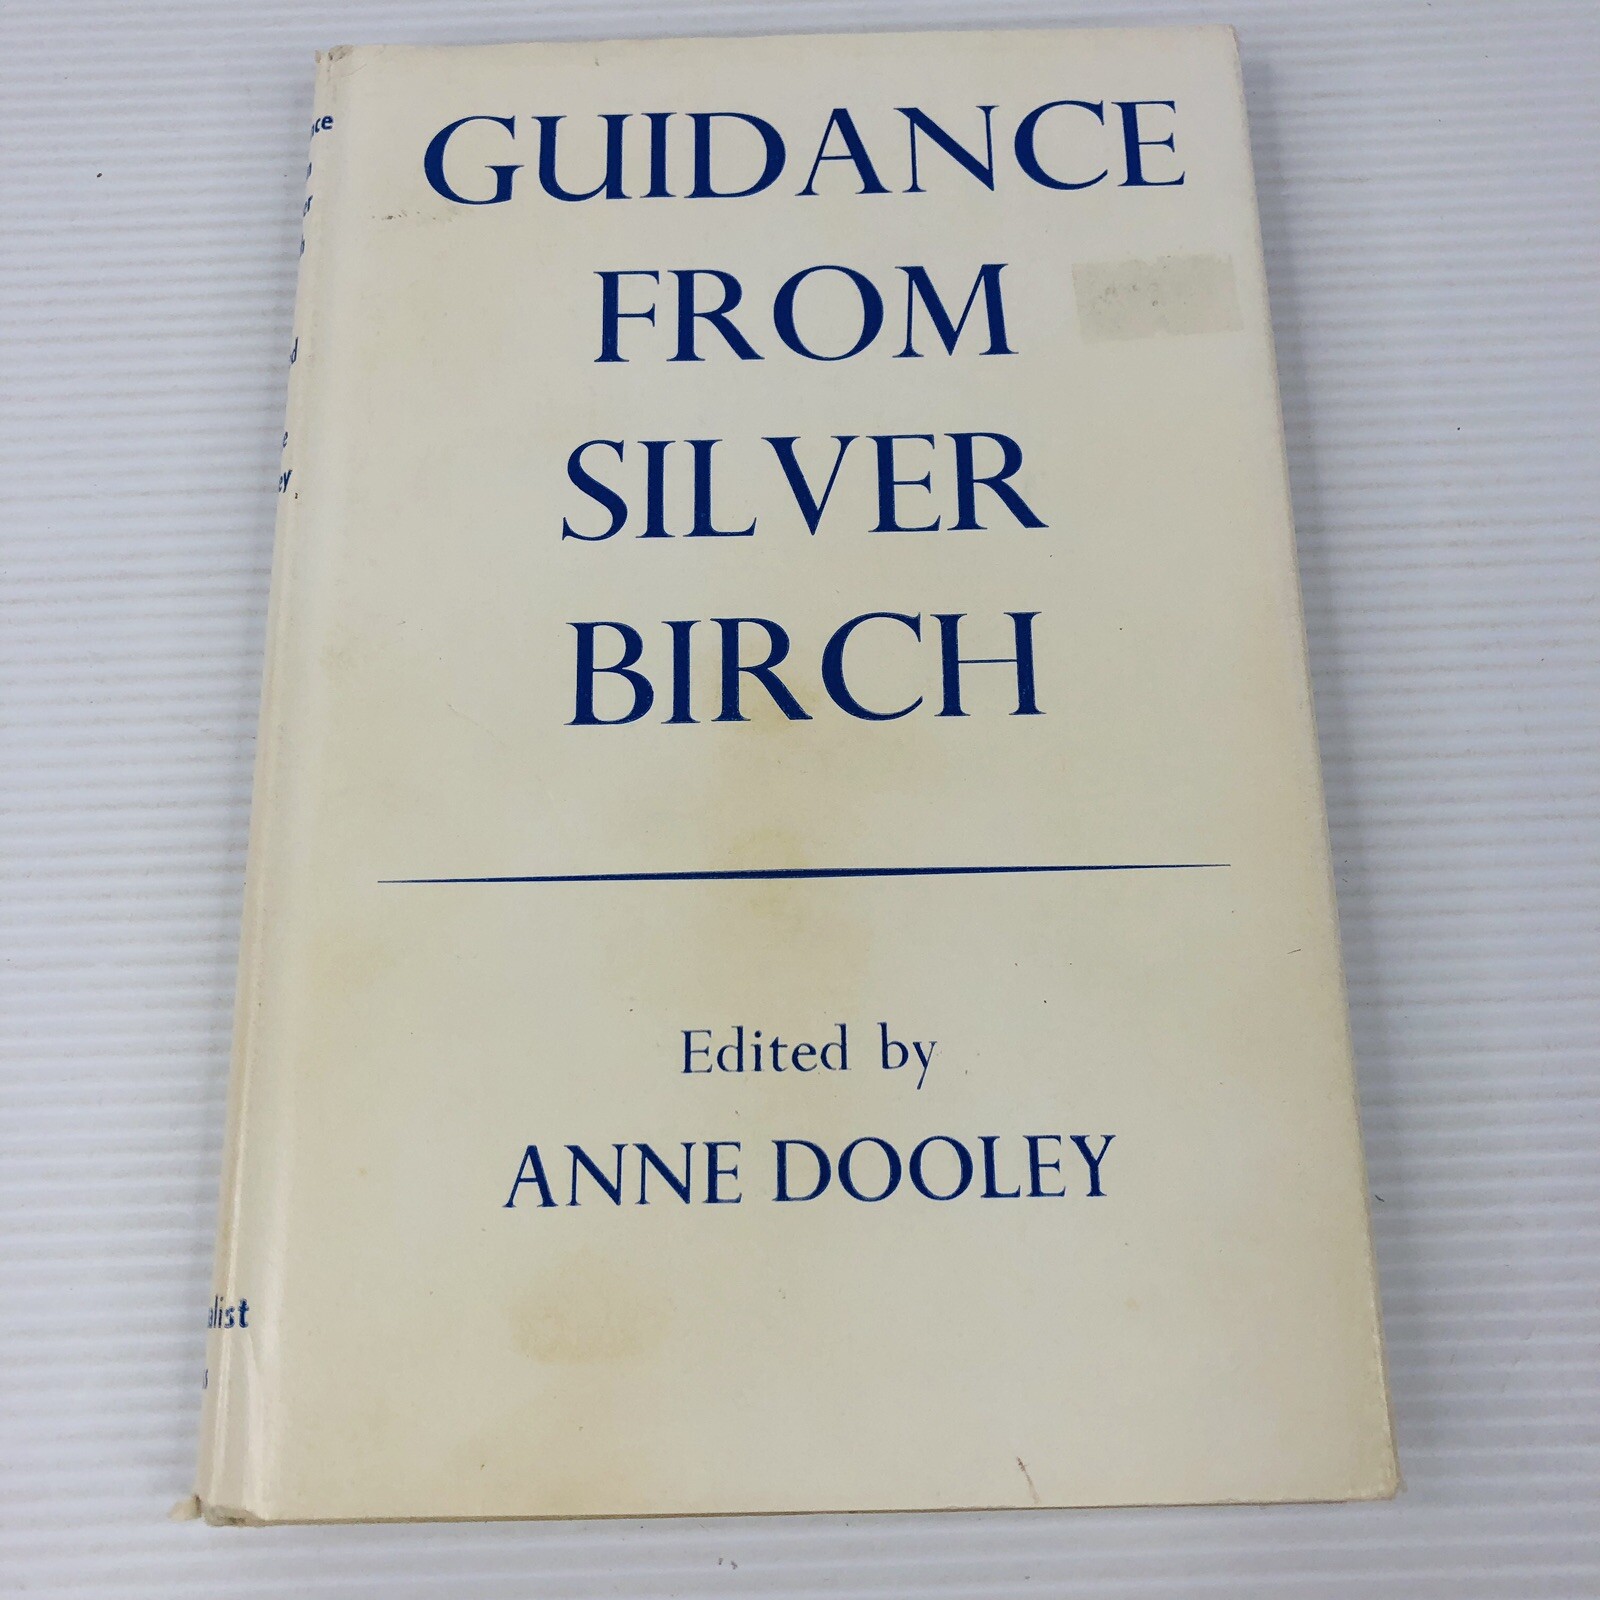 GUIDANCE
FROM
SILVER
BIRCH
Edited by
ANNE DOOLEY